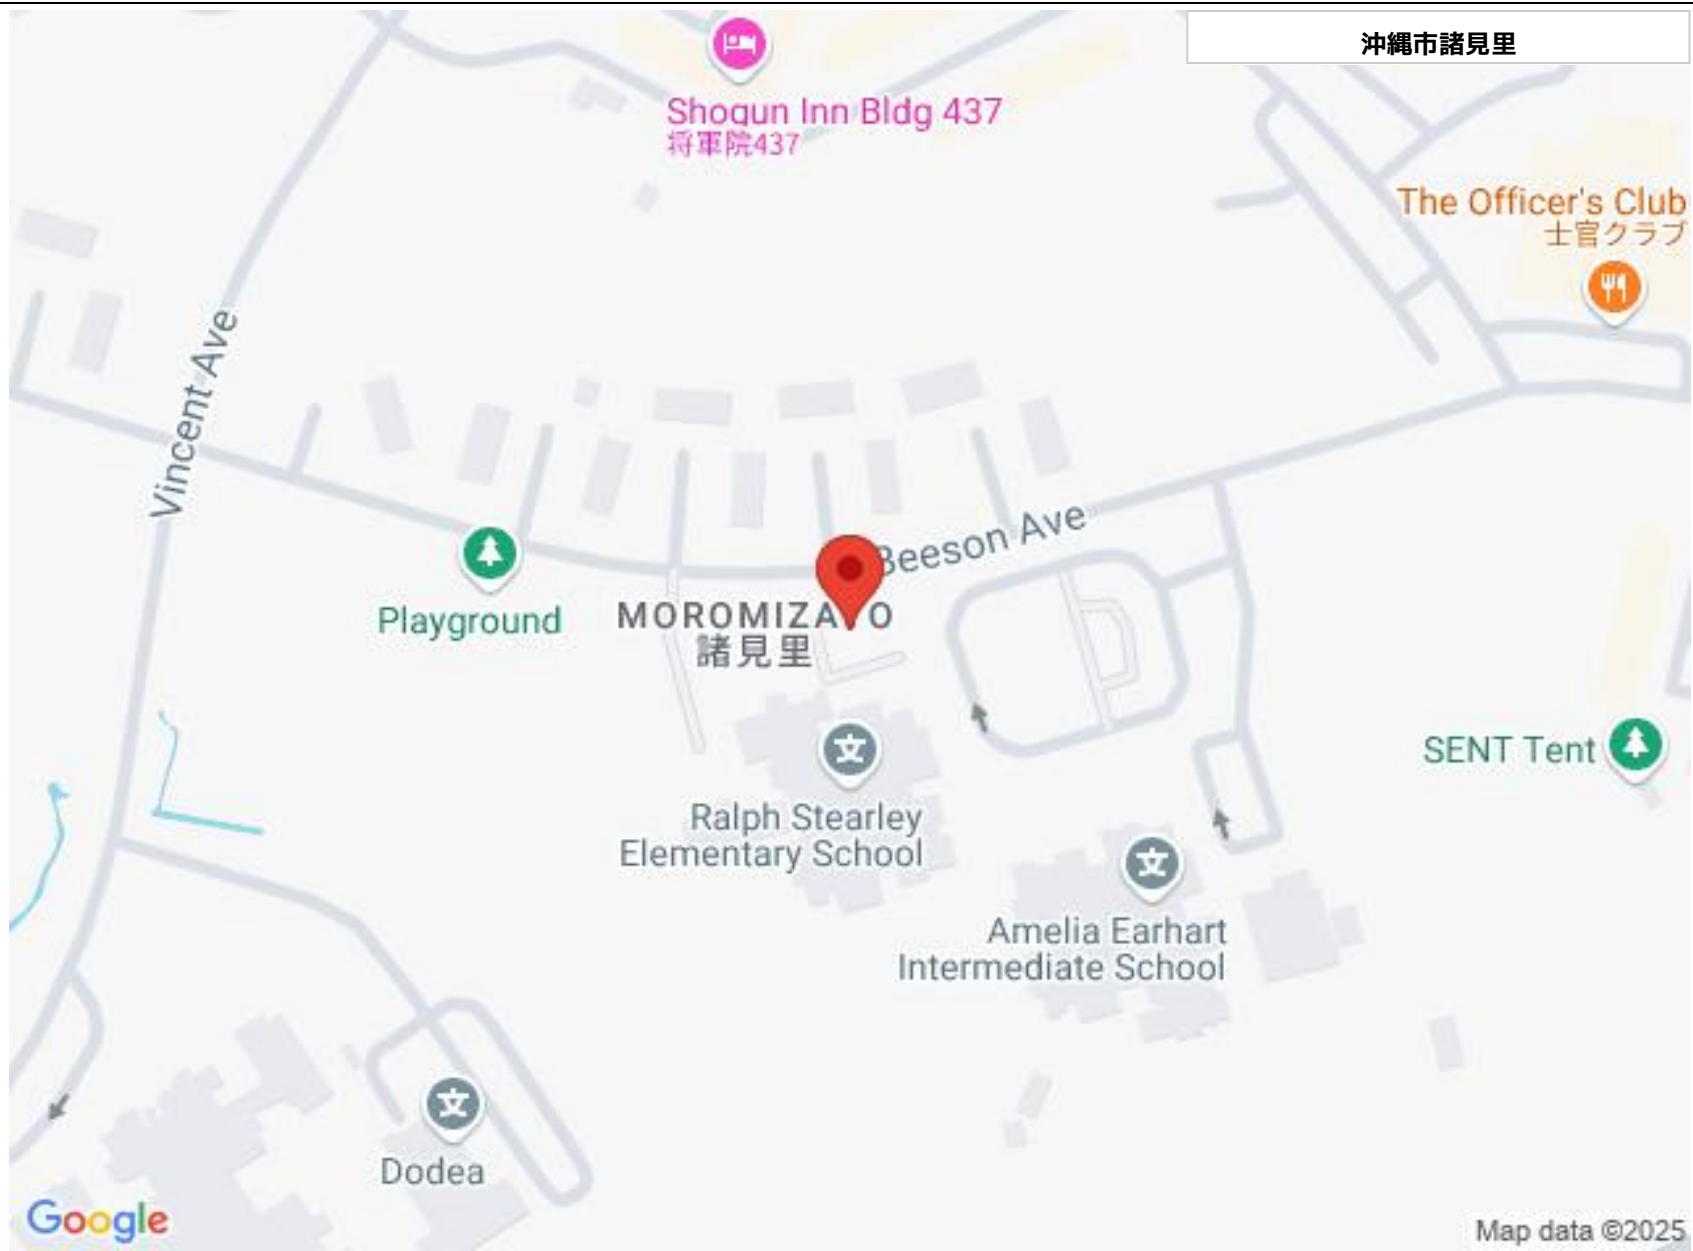 沖縄市諸見里
Shogun Inn Bldg 437
将軍院437
The Officer's Club
士官クラブ
Vincent Ave
Beeson Ave
Playground
MOROMIZATO
諸見里
Ralph Stearley
Elementary School
SENT Tent
Amelia Earhart
Intermediate School
Dodea
Google
Map data ©2025